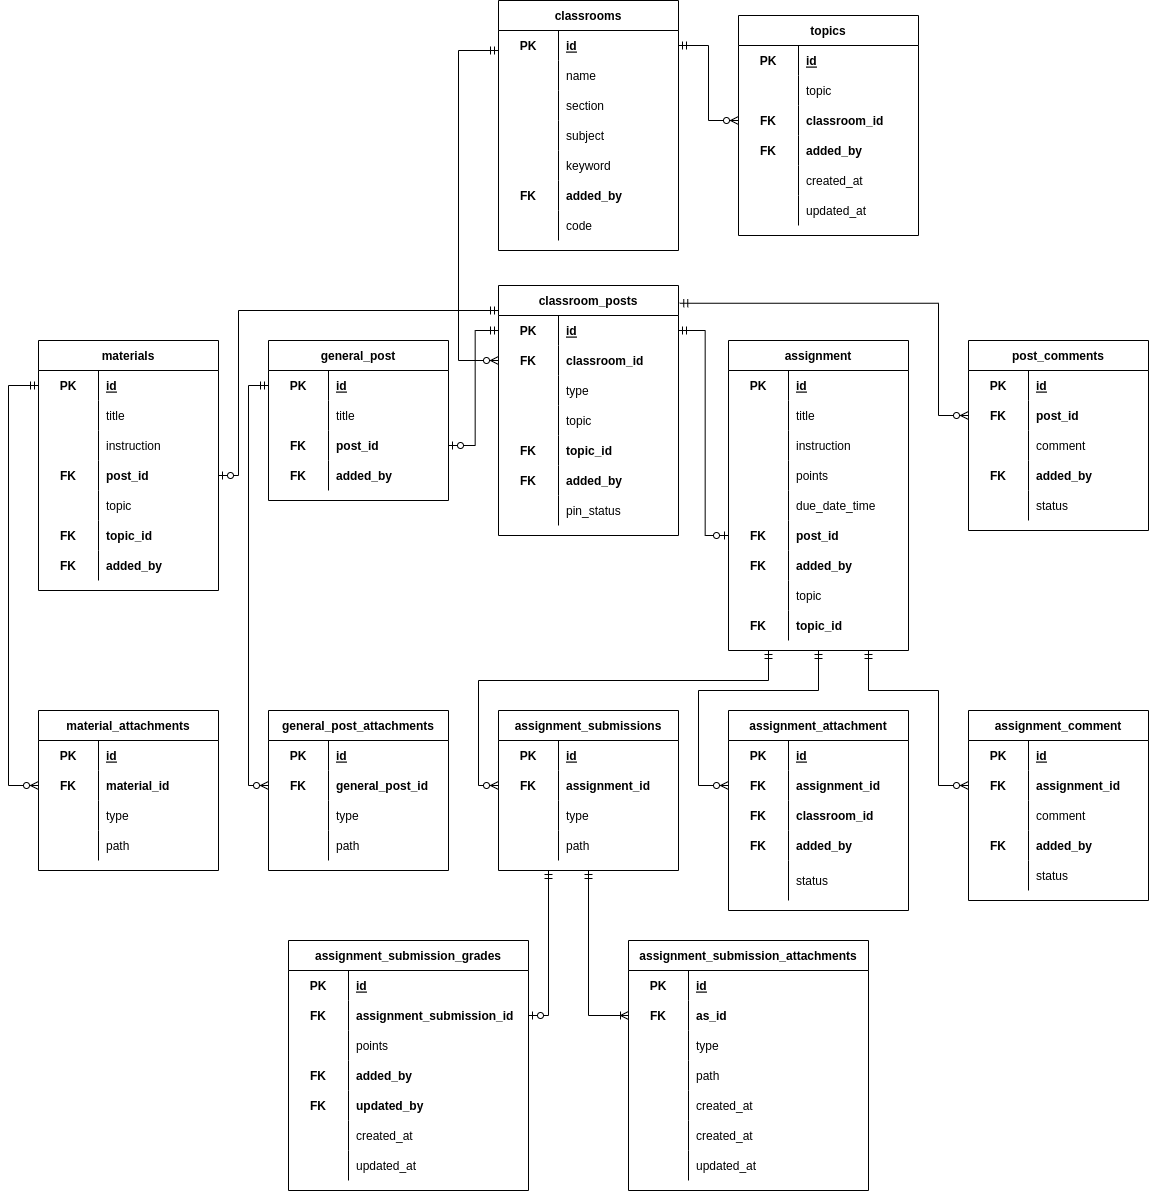 classrooms
PK id
name
section
subject
keyword
FK added_by
code
topics
PK id
topic
FK classroom_id
FK added_by
created_at
updated_at
classroom_posts
PK id
FK classroom_id
type
topic
FK topic_id
FK added_by
pin_status
materials
PK id
title
instruction
FK post_id
topic
FK topic_id
FK added_by
general_post
PK id
title
FK post_id
FK added_by
assignment
PK id
title
instruction
points
due_date_time
FK post_id
FK added_by
topic
FK topic_id
post_comments
PK id
FK post_id
comment
FK added_by
status
material_attachments
PK id
FK material_id
type
path
general_post_attachments
PK id
FK general_post_id
type
path
assignment_submissions
PK id
FK assignment_id
type
path
assignment_attachment
PK id
FK assignment_id
FK classroom_id
FK added_by
status
assignment_comment
PK id
FK assignment_id
comment
FK added_by
status
assignment_submission_grades
PK id
FK assignment_submission_id
points
FK added_by
FK updated_by
created_at
updated_at
assignment_submission_attachments
PK id
FK as_id
type
path
created_at
created_at
updated_at